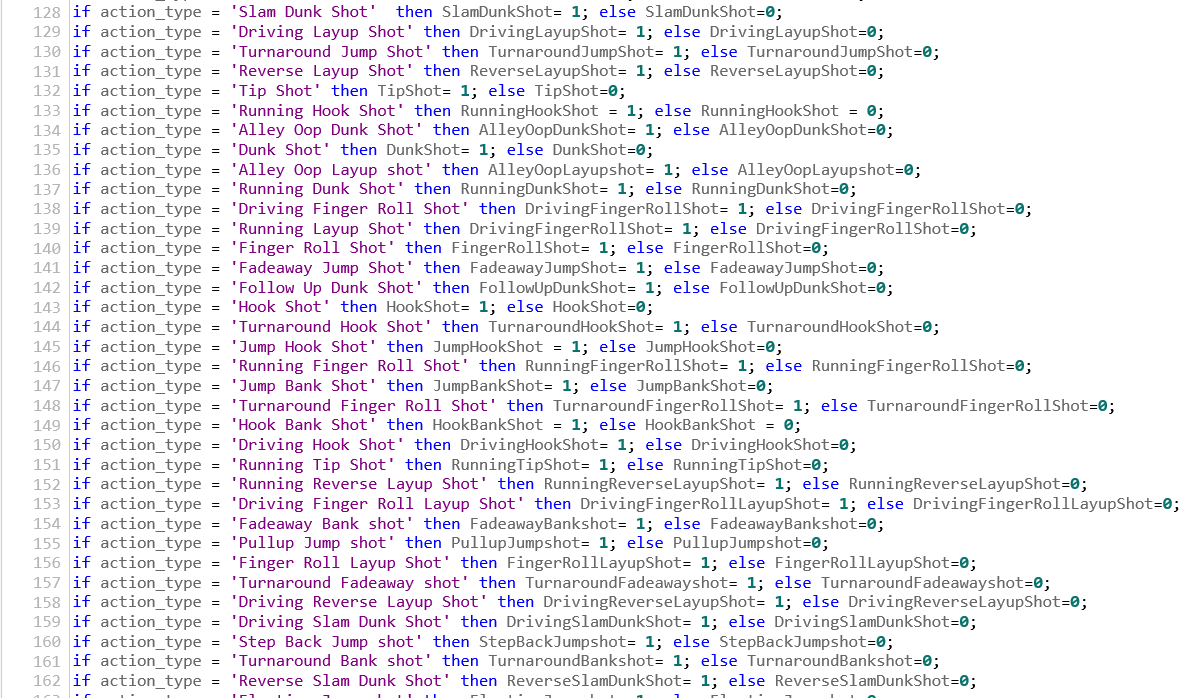 128 if action_type = 'Slam Dunk Shot'  then SlamDunkShot= 1; else SlamDunkShot=0;
129 if action_type = 'Driving Layup Shot' then DrivingLayupShot= 1; else DrivingLayupShot=0;
130 if action_type = 'Turnaround Jump Shot' then TurnaroundJumpShot= 1; else TurnaroundJumpShot=0;
131 if action_type = 'Reverse Layup Shot' then ReverseLayupShot= 1; else ReverseLayupShot=0;
132 if action_type = 'Tip Shot' then TipShot= 1; else TipShot=0;
133 if action_type = 'Running Hook Shot' then RunningHookShot = 1; else RunningHookShot = 0;
134 if action_type = 'Alley Oop Dunk Shot' then AlleyOopDunkShot= 1; else AlleyOopDunkShot=0;
135 if action_type = 'Dunk Shot' then DunkShot= 1; else DunkShot=0;
136 if action_type = 'Alley Oop Layup shot' then AlleyOopLayupshot= 1; else AlleyOopLayupshot=0;
137 if action_type = 'Running Dunk Shot' then RunningDunkShot= 1; else RunningDunkShot=0;
138 if action_type = 'Driving Finger Roll Shot' then DrivingFingerRollShot= 1; else DrivingFingerRollShot=0;
139 if action_type = 'Running Layup Shot' then DrivingFingerRollShot= 1; else DrivingFingerRollShot=0;
140 if action_type = 'Finger Roll Shot' then FingerRollShot= 1; else FingerRollShot=0;
141 if action_type = 'Fadeaway Jump Shot' then FadeawayJumpShot= 1; else FadeawayJumpShot=0;
142 if action_type = 'Follow Up Dunk Shot' then FollowUpDunkShot= 1; else FollowUpDunkShot=0;
143 if action_type = 'Hook Shot' then HookShot= 1; else HookShot=0;
144 if action_type = 'Turnaround Hook Shot' then TurnaroundHookShot= 1; else TurnaroundHookShot=0;
145 if action_type = 'Jump Hook Shot' then JumpHookShot = 1; else JumpHookShot=0;
146 if action_type = 'Running Finger Roll Shot' then RunningFingerRollShot= 1; else RunningFingerRollShot=0;
147 if action_type = 'Jump Bank Shot' then JumpBankShot= 1; else JumpBankShot=0;
148 if action_type = 'Turnaround Finger Roll Shot' then TurnaroundFingerRollShot= 1; else TurnaroundFingerRollShot=0;
149 if action_type = 'Hook Bank Shot' then HookBankShot = 1; else HookBankShot = 0;
150 if action_type = 'Driving Hook Shot' then DrivingHookShot= 1; else DrivingHookShot=0;
151 if action_type = 'Running Tip Shot' then RunningTipShot= 1; else RunningTipShot=0;
152 if action_type = 'Running Reverse Layup Shot' then RunningReverseLayupShot= 1; else RunningReverseLayupShot=0;
153 if action_type = 'Driving Finger Roll Layup Shot' then DrivingFingerRollLayupShot= 1; else DrivingFingerRollLayupShot=0;
154 if action_type = 'Fadeaway Bank shot' then FadeawayBankshot= 1; else FadeawayBankshot=0;
155 if action_type = 'Pullup Jump shot' then PullupJumpshot= 1; else PullupJumpshot=0;
156 if action_type = 'Finger Roll Layup Shot' then FingerRollLayupShot= 1; else FingerRollLayupShot=0;
157 if action_type = 'Turnaround Fadeaway shot' then TurnaroundFadeawayshot= 1; else TurnaroundFadeawayshot=0;
158 if action_type = 'Driving Reverse Layup Shot' then DrivingReverseLayupShot= 1; else DrivingReverseLayupShot=0;
159 if action_type = 'Driving Slam Dunk Shot' then DrivingSlamDunkShot= 1; else DrivingSlamDunkShot=0;
160 if action_type = 'Step Back Jump shot' then StepBackJumpshot= 1; else StepBackJumpshot=0;
161 if action_type = 'Turnaround Bank shot' then TurnaroundBankshot= 1; else TurnaroundBankshot=0;
162 if action_type = 'Reverse Slam Dunk Shot' then ReverseSlamDunkShot= 1; else ReverseSlamDunkShot=0;